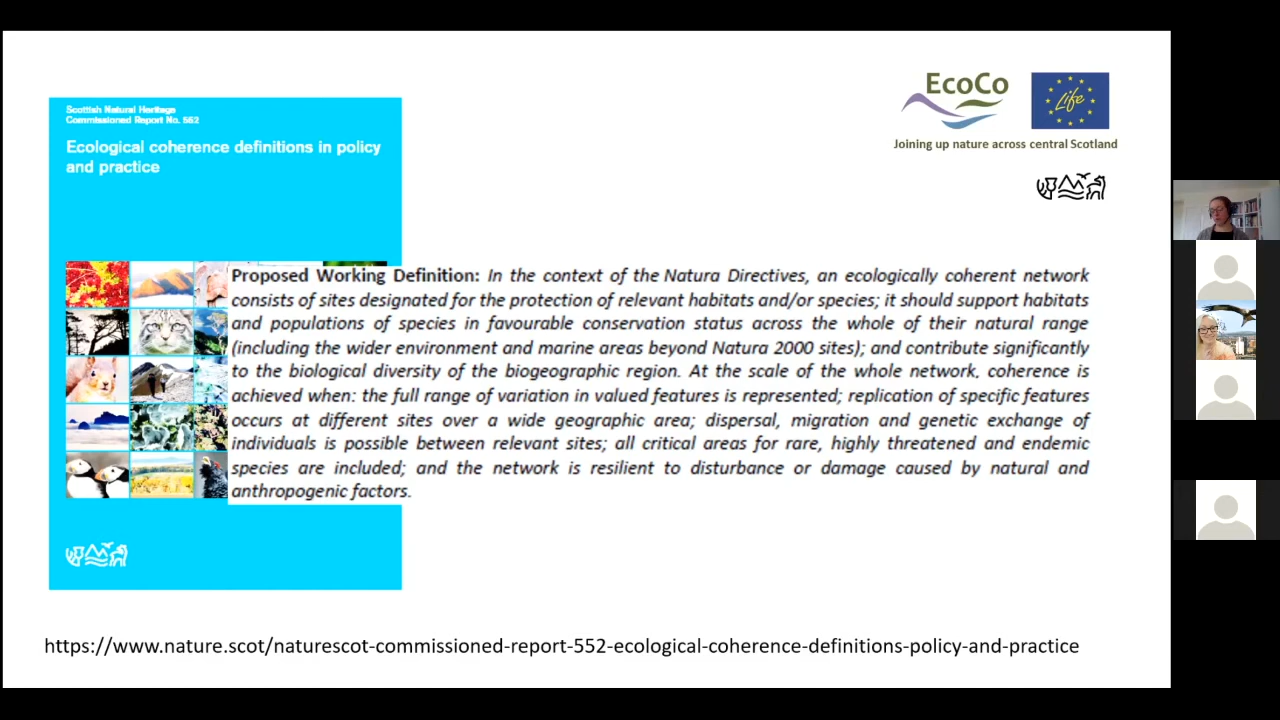 Scottish Natural Heritage
Commissioned Report No. 552
Ecological coherence definitions in policy
and practice
EcoCo
Life
Joining up nature across central Scotland
Proposed Working Definition: In the context of the Natura Directives, an ecologically coherent network
consists of sites designated for the protection of relevant habitats and/or species; it should support habitats
and populations of species in favourable conservation status across the whole of their natural range
(including the wider environment and marine areas beyond Natura 2000 sites); and contribute significantly
to the biological diversity of the biogeographic region. At the scale of the whole network, coherence is
achieved when: the full range of variation in valued features is represented; replication of specific features
occurs at different sites over a wide geographic area; dispersal, migration and genetic exchange of
individuals is possible between relevant sites; all critical areas for rare, highly threatened and endemic
species are included; and the network is resilient to disturbance or damage caused by natural and
anthropogenic factors.
https://www.nature.scot/naturescot-commissioned-report-552-ecological-coherence-definitions-policy-and-practice